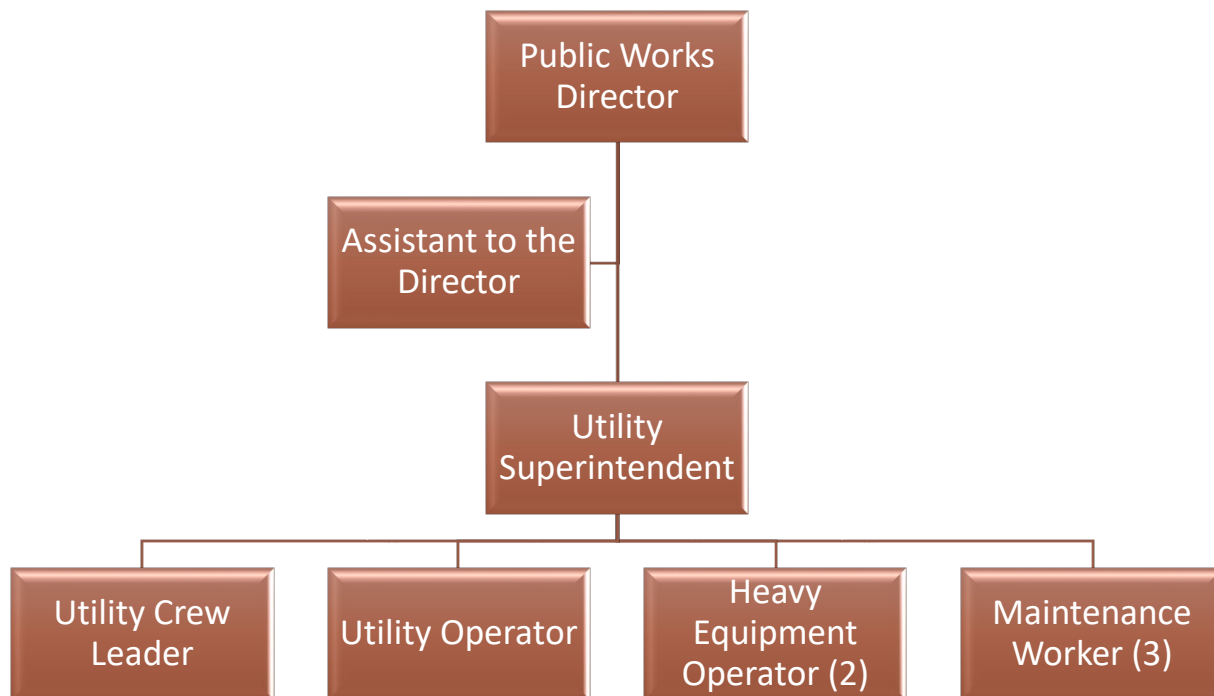 Public Works
Director
Assistant to the
Director
Utility
Superintendent
Utility Crew
Leader
Utility Operator
Heavy
Equipment
Operator (2)
Maintenance
Worker (3)